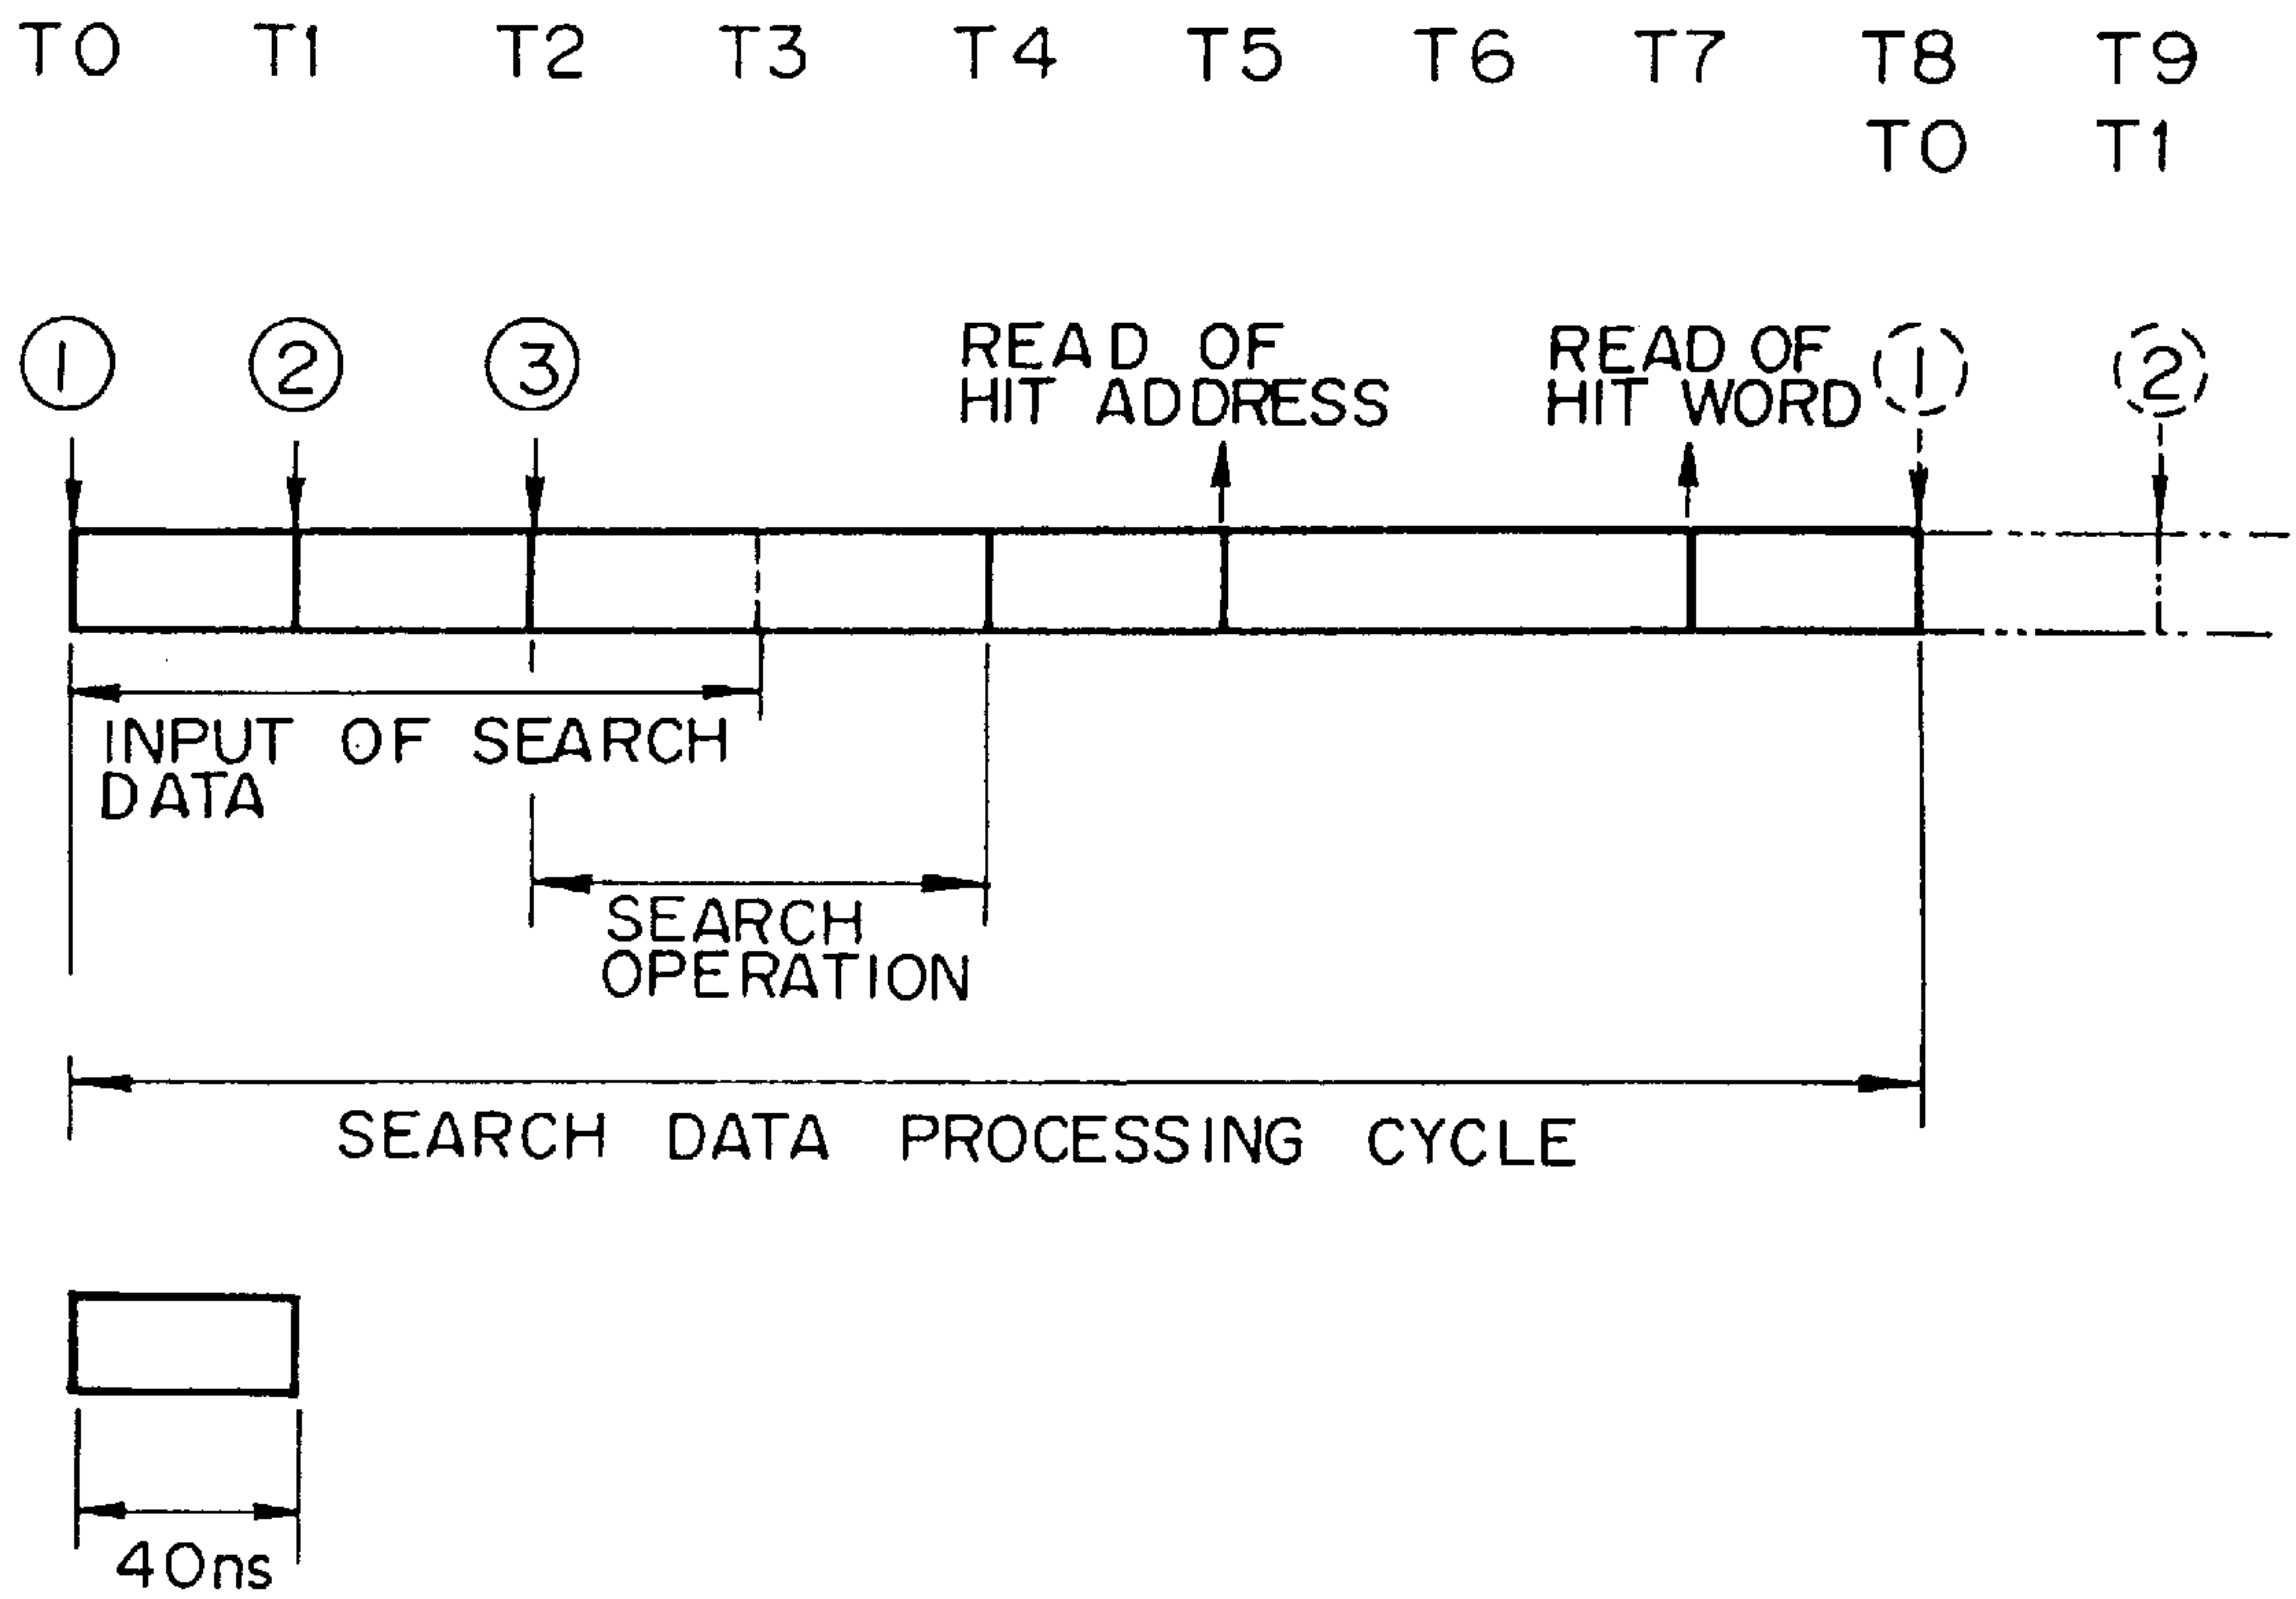 T0 T1 T2 T3 T4 T5 T6 T7 T8 T9
T0 T1
① ② ③ READ OF READ OF ① ②
HIT ADDRESS HIT WORD
INPUT OF SEARCH
DATA
SEARCH
OPERATION
SEARCH DATA PROCESSING CYCLE
40ns